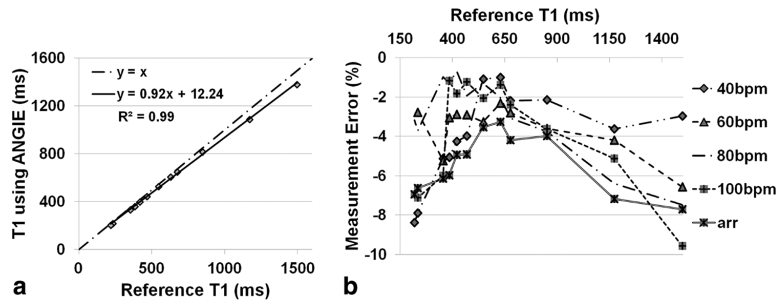 1600
1200
800
400
0
T1 using ANGIE (ms)
y = x
y = 0.92x + 12.24
R² = 0.99
0 500 1000 1500
Reference T1 (ms)
a
Reference T1 (ms)
150 400 650 900 1150 1400
0
-2
-4
-6
-8
-10
Measurement Error (%)
40bpm
60bpm
80bpm
100bpm
arr
b